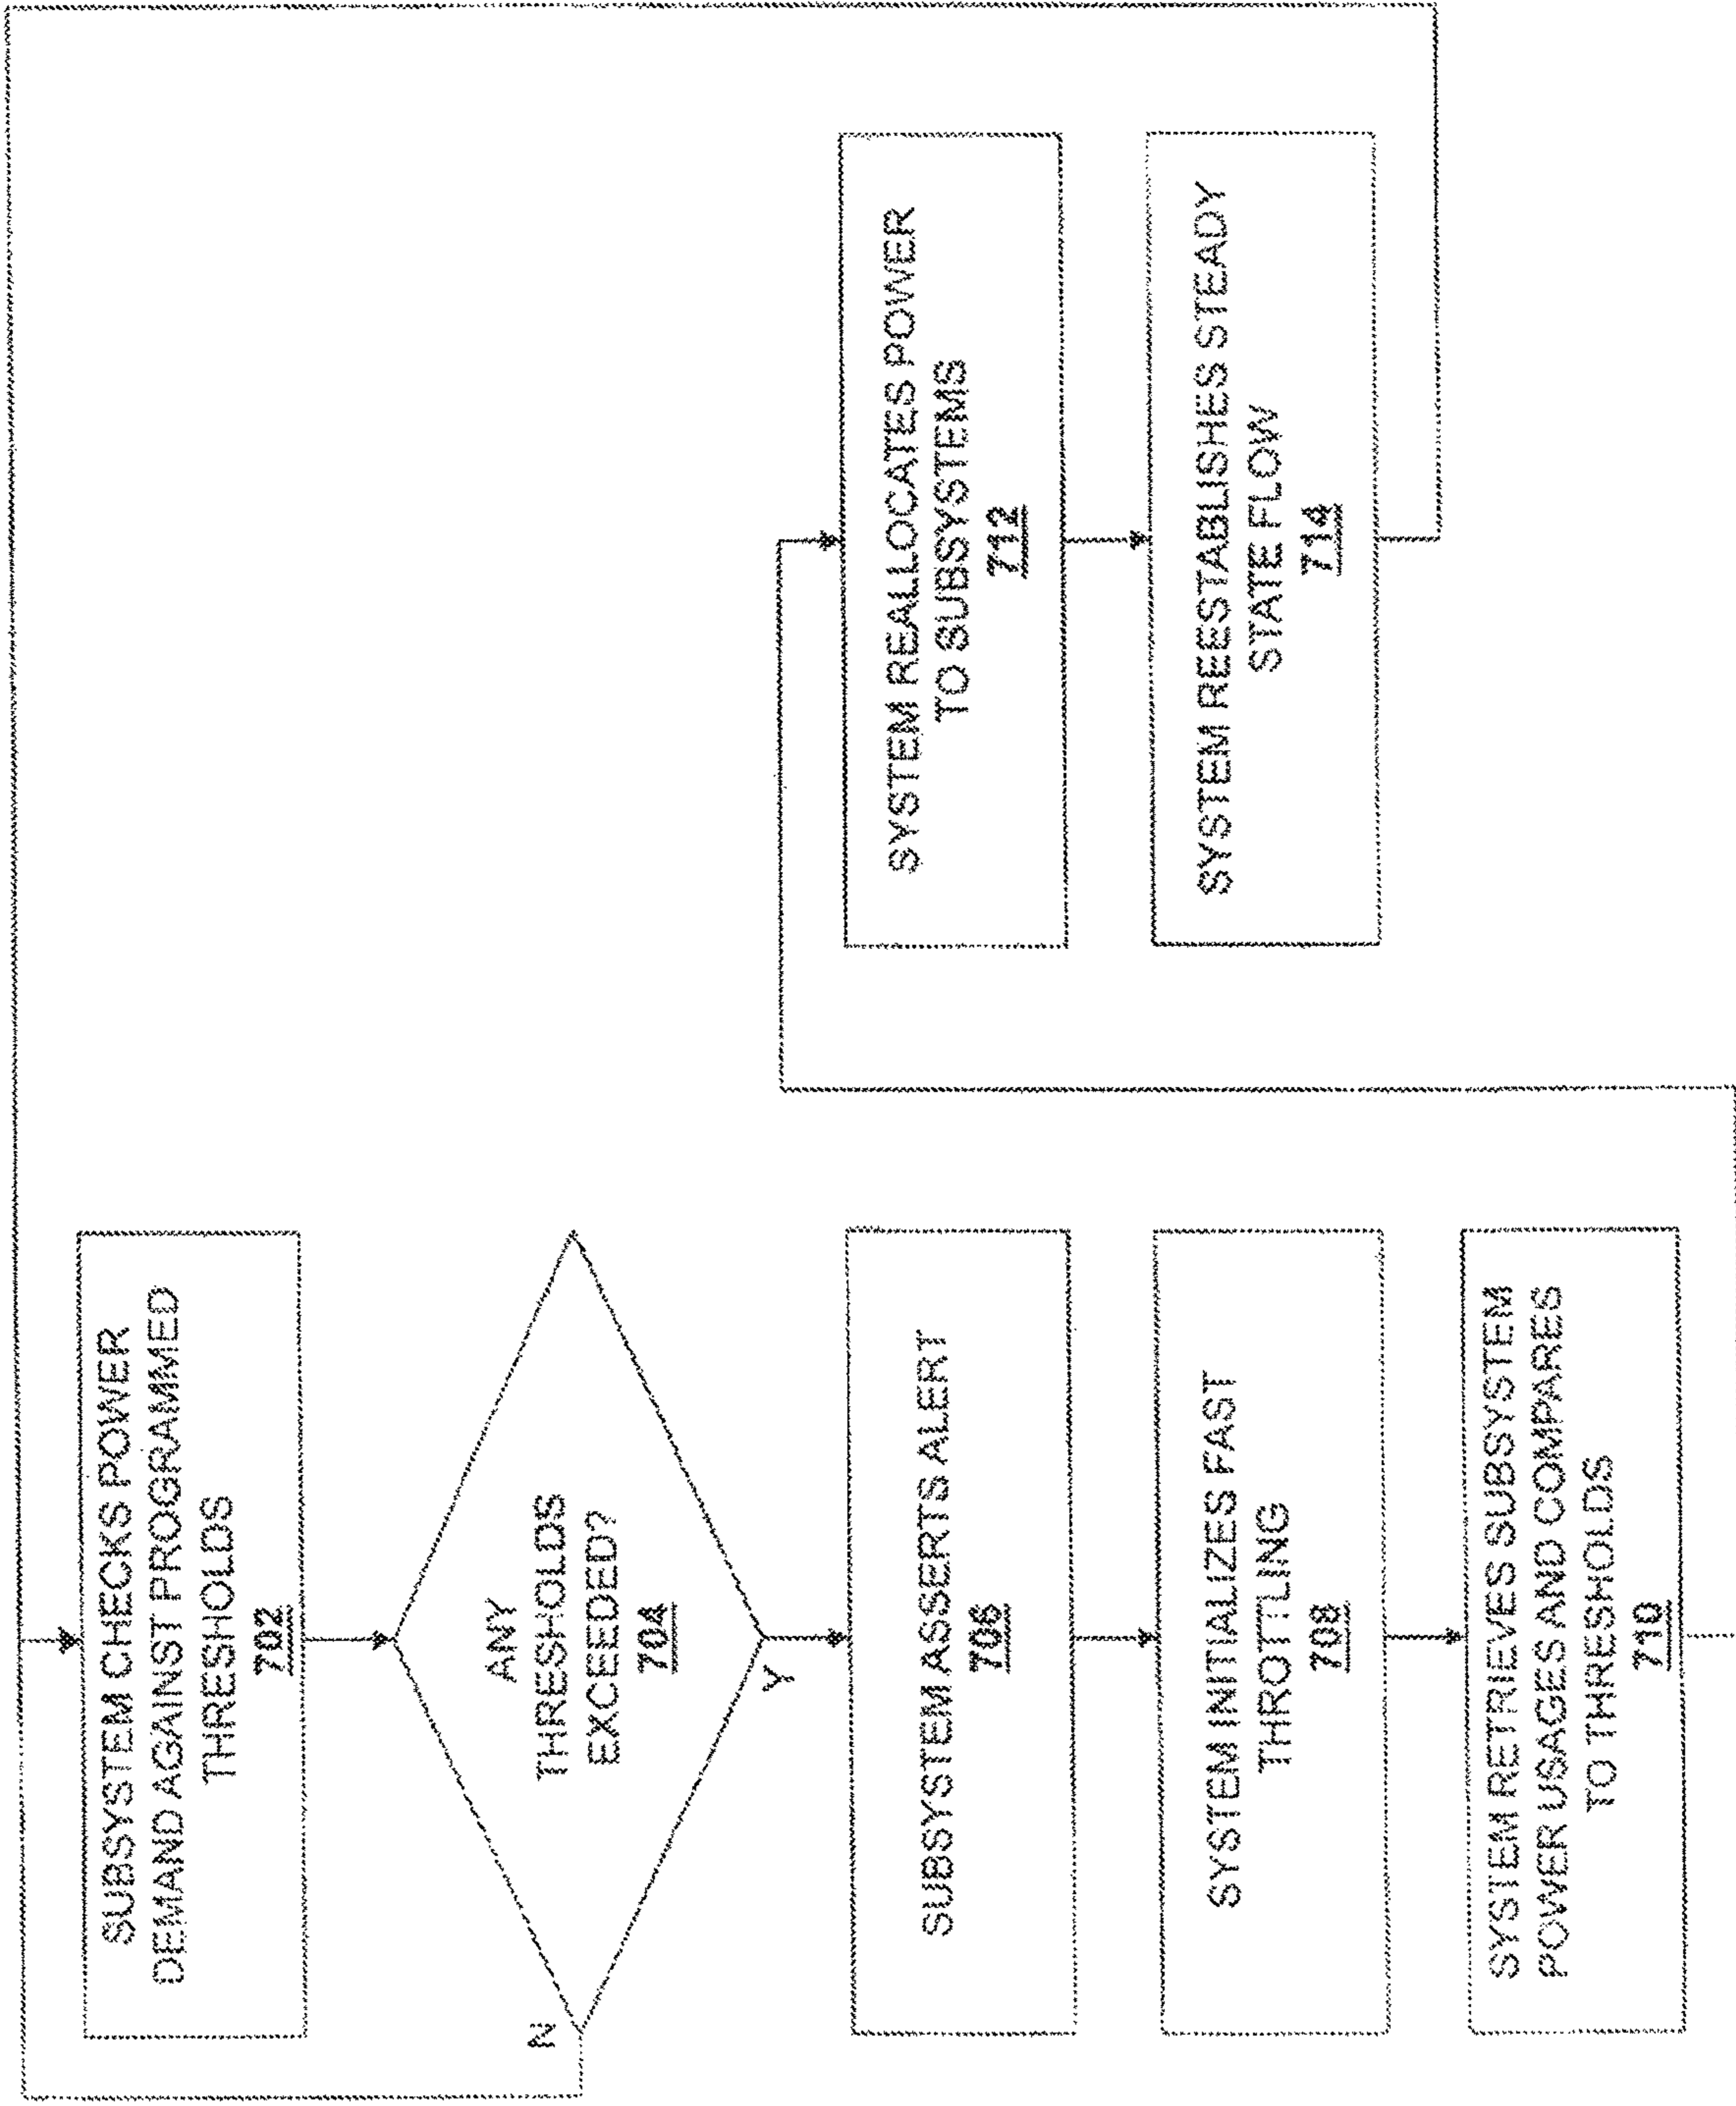 SUBSYSTEM CHECKS POWER
DEMAND AGAINST PROGRAMMED
THRESHOLDS
702
ANY
THRESHOLDS
EXCEEDED?
704
N
Y
SUBSYSTEM ASSERTS ALERT
706
SYSTEM INITIALIZES FAST
THROTTLING
708
SYSTEM RETRIEVES SUBSYSTEM
POWER USAGES AND COMPARES
TO THRESHOLDS
710
SYSTEM REALLOCATES POWER
TO SUBSYSTEMS
712
SYSTEM REESTABLISHES STEADY
STATE FLOW
714